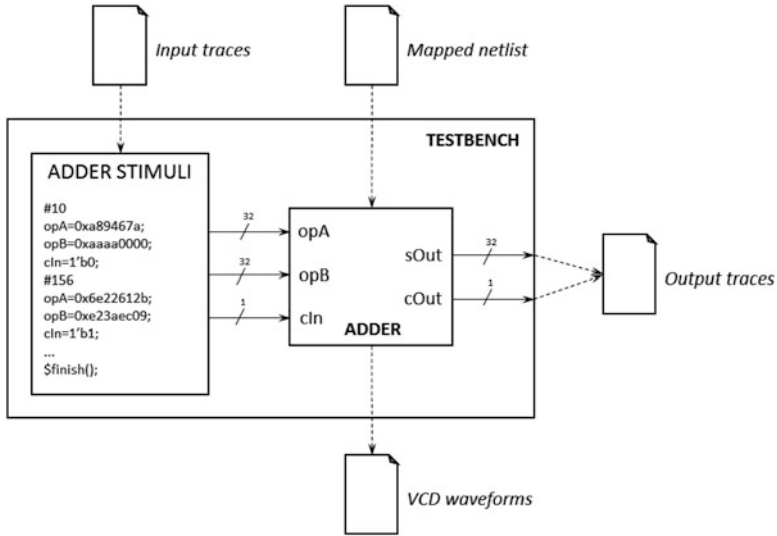 Input traces
Mapped netlist
TESTBENCH
ADDER STIMULI
#10
opA=0xa89467a;
opB=0xaaaa0000;
cIn=1'b0;
#156
opA=0x6e22612b;
opB=0xe23aec09;
cIn=1'b1;
...
$finish();
32
32
1
opA
opB
cIn
sOut
cOut
ADDER
32
1
Output traces
VCD waveforms